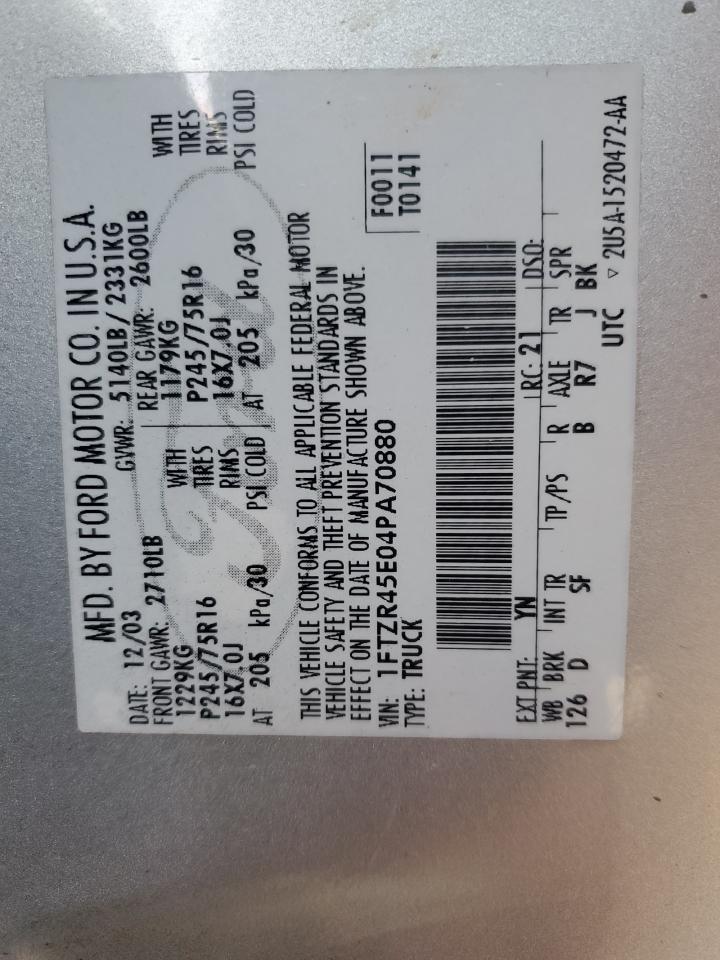 MFD. BY FORD MOTOR CO. IN U.S.A.
DATE: 12/03 GVWR: 5140LB / 2331KG
FRONT GAWR: 2710LB REAR GAWR: 2600LB
1229KG WITH 1179KG WITH
P245/75R16 TIRES P245/75R16 TIRES
16X7.0J RIMS 16X7.0J RIMS
AT 205 kPa/30 PSI COLD AT 205 kPa/30 PSI COLD
THIS VEHICLE CONFORMS TO ALL APPLICABLE FEDERAL MOTOR
VEHICLE SAFETY AND THEFT PREVENTION STANDARDS IN
EFFECT ON THE DATE OF MANUFACTURE SHOWN ABOVE.
VIN: 1FTZR45E04PA70880
TYPE: TRUCK
F0011
T0141
EXT PNT: YN RC: 21 DSO:
WB BRK INT TR TP/PS R AXLE TR SPR
126 D SF B R7 J BK
UTC ▽ 2U5A-1520472-AA
Ford